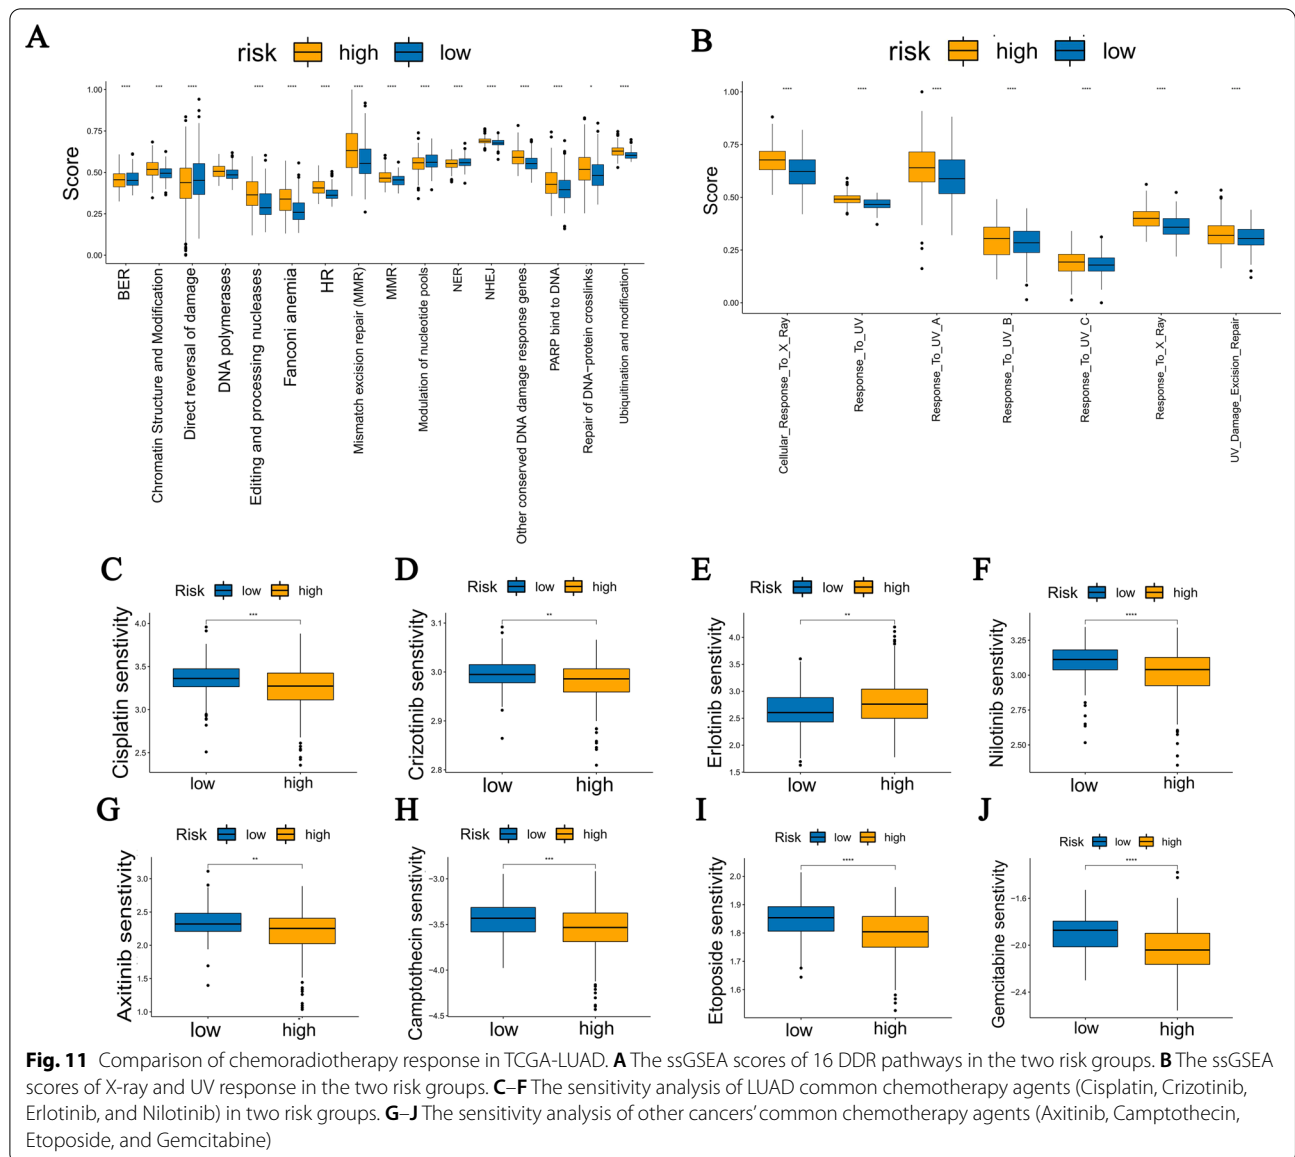 A
risk high low
**** *** **** **** **** **** **** **** **** **** **** **** **** * ****
Score
1.00
0.75
0.50
0.25
0.00
BER
Chromatin Structure and Modification
Direct reversal of damage
DNA polymerases
Editing and processing nucleases
Fanconi anemia
HR
Mismatch excision repair (MMR)
MMR
Modulation of nucleotide pools
NER
NHEJ
Other conserved DNA damage response genes
PARP bind to DNA
Repair of DNA−protein crosslinks
Ubiquitination and modification
B
risk high low
**** **** **** **** **** **** ****
Score
1.00
0.75
0.50
0.25
0.00
Cellular_Response_To_X_Ray
Response_To_UV
Response_To_UV_A
Response_To_UV_B
Response_To_UV_C
Response_To_X_Ray
UV_Damage_Excision_Repair
C
Risk low high
***
Cisplatin senstivity
4.0
3.5
3.0
2.5
low high
D
Risk low high
**
Crizotinib senstivity
3.1
3.0
2.9
2.8
low high
E
Risk low high
**
Erlotinib senstivity
4.0
3.5
3.0
2.5
2.0
1.5
low high
F
Risk low high
****
Nilotinib senstivity
3.25
3.00
2.75
2.50
low high
G
Risk low high
**
Axitinib senstivity
3.0
2.5
2.0
1.5
1.0
low high
H
Risk low high
***
Camptothecin senstivity
−3.0
−3.5
−4.0
−4.5
low high
I
Risk low high
****
Etoposide senstivity
2.0
1.9
1.8
1.7
1.6
low high
J
Risk low high
****
Gemcitabine senstivity
−1.6
−2.0
−2.4
low high
Fig. 11 Comparison of chemoradiotherapy response in TCGA-LUAD. A The ssGSEA scores of 16 DDR pathways in the two risk groups. B The ssGSEA
scores of X-ray and UV response in the two risk groups. C–F The sensitivity analysis of LUAD common chemotherapy agents (Cisplatin, Crizotinib,
Erlotinib, and Nilotinib) in two risk groups. G–J The sensitivity analysis of other cancers' common chemotherapy agents (Axitinib, Camptothecin,
Etoposide, and Gemcitabine)